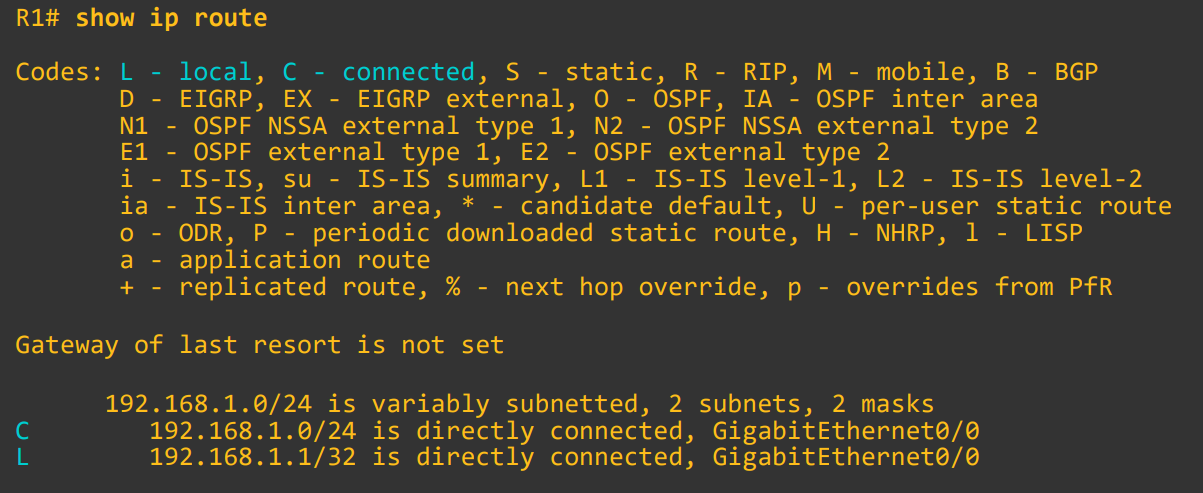 R1# show ip route
Codes: L - local, C - connected, S - static, R - RIP, M - mobile, B - BGP
D - EIGRP, EX - EIGRP external, O - OSPF, IA - OSPF inter area
N1 - OSPF NSSA external type 1, N2 - OSPF NSSA external type 2
E1 - OSPF external type 1, E2 - OSPF external type 2
i - IS-IS, su - IS-IS summary, L1 - IS-IS level-1, L2 - IS-IS level-2
ia - IS-IS inter area, * - candidate default, U - per-user static route
o - ODR, P - periodic downloaded static route, H - NHRP, l - LISP
a - application route
+ - replicated route, % - next hop override, p - overrides from PfR
Gateway of last resort is not set
192.168.1.0/24 is variably subnetted, 2 subnets, 2 masks
C 192.168.1.0/24 is directly connected, GigabitEthernet0/0
L 192.168.1.1/32 is directly connected, GigabitEthernet0/0